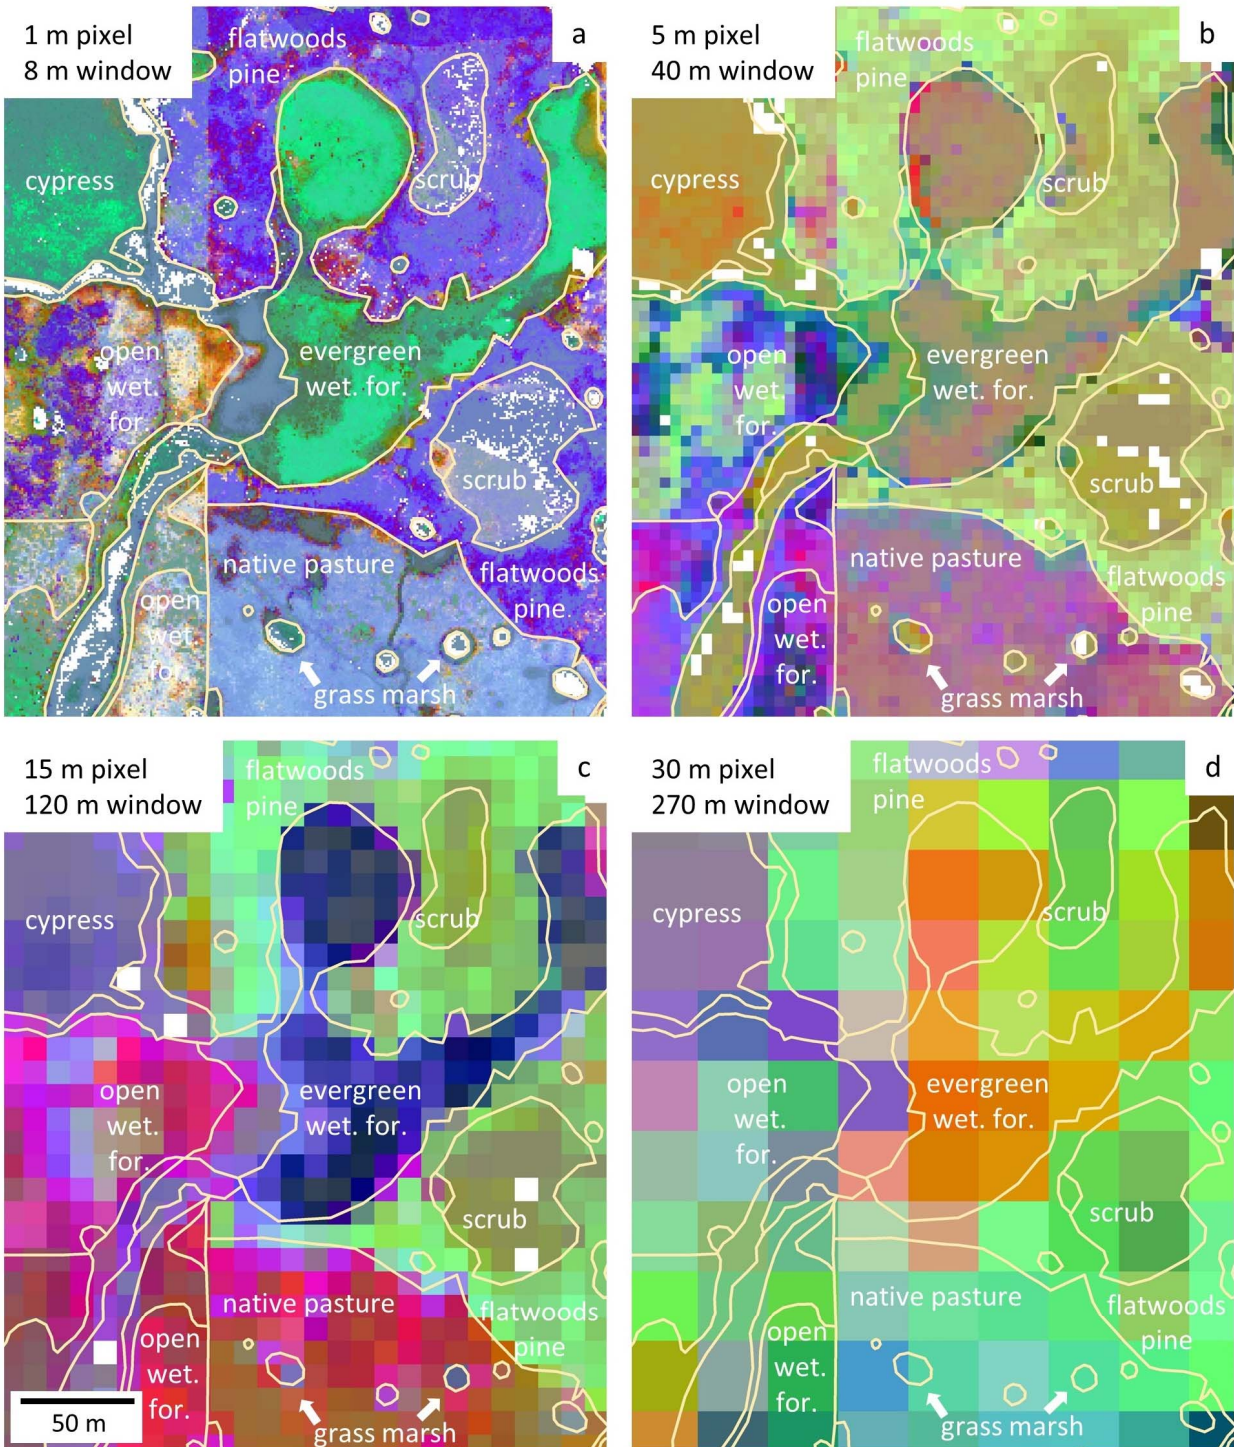 1 m pixel
8 m window
flatwoods
pine
a
cypress
scrub
open
wet.
for.
evergreen
wet. for.
scrub
native pasture
flatwoods
pine
open
wet.
for.
grass marsh
5 m pixel
40 m window
flatwoods
pine
b
cypress
scrub
open
wet.
for.
evergreen
wet. for.
scrub
native pasture
flatwoods
pine
open
wet.
for.
grass marsh
15 m pixel
120 m window
flatwoods
pine
c
cypress
scrub
open
wet.
for.
evergreen
wet. for.
scrub
native pasture
flatwoods
pine
open
wet.
for.
grass marsh
50 m
30 m pixel
270 m window
flatwoods
pine
d
cypress
scrub
open
wet.
for.
evergreen
wet. for.
scrub
native pasture
flatwoods
pine
open
wet.
for.
grass marsh